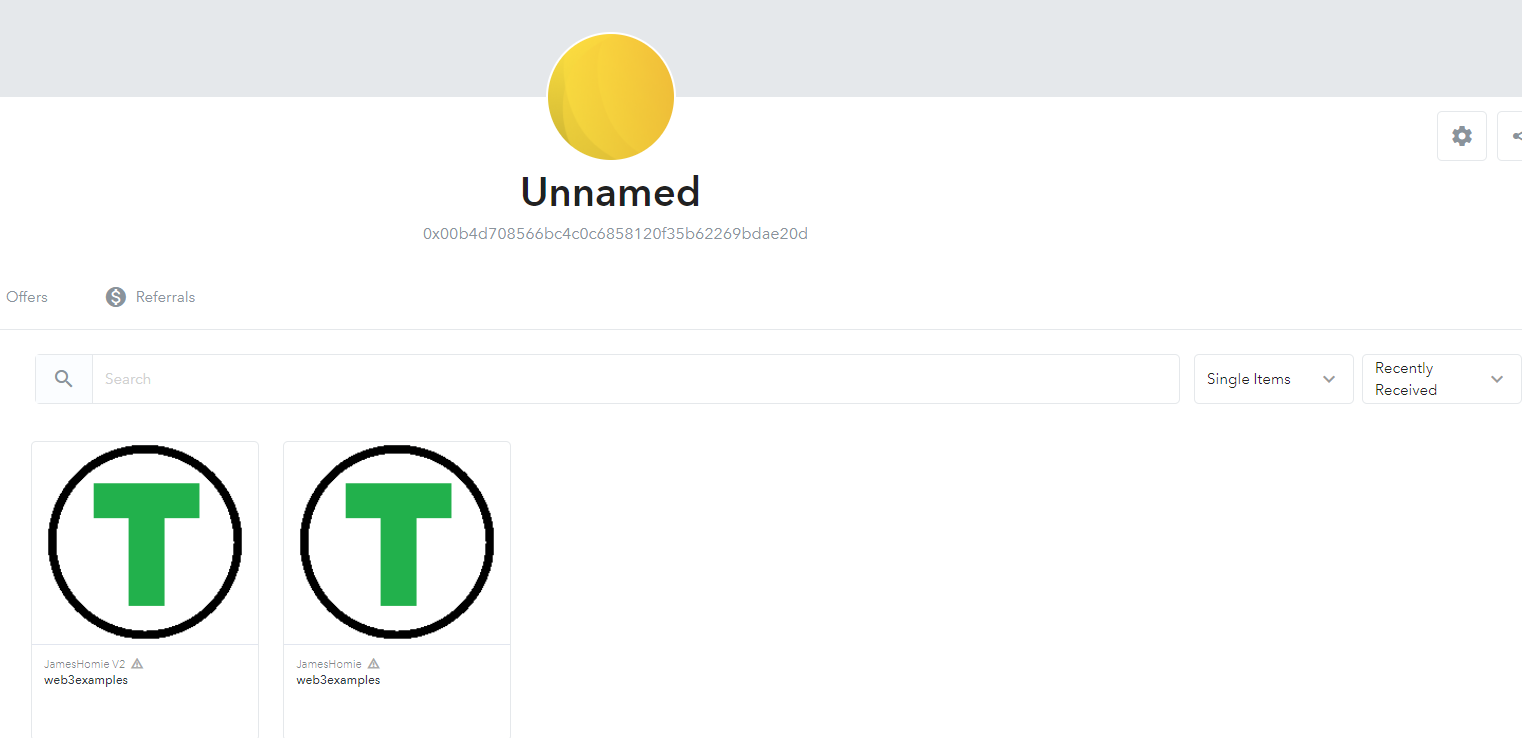 Unnamed
0x00b4d708566bc4c0c6858120f35b62269bdae20d
Offers
$ Referrals
Search
Single Items
Recently
Received
T
T
JamesHomie V2
web3examples
JamesHomie
web3examples